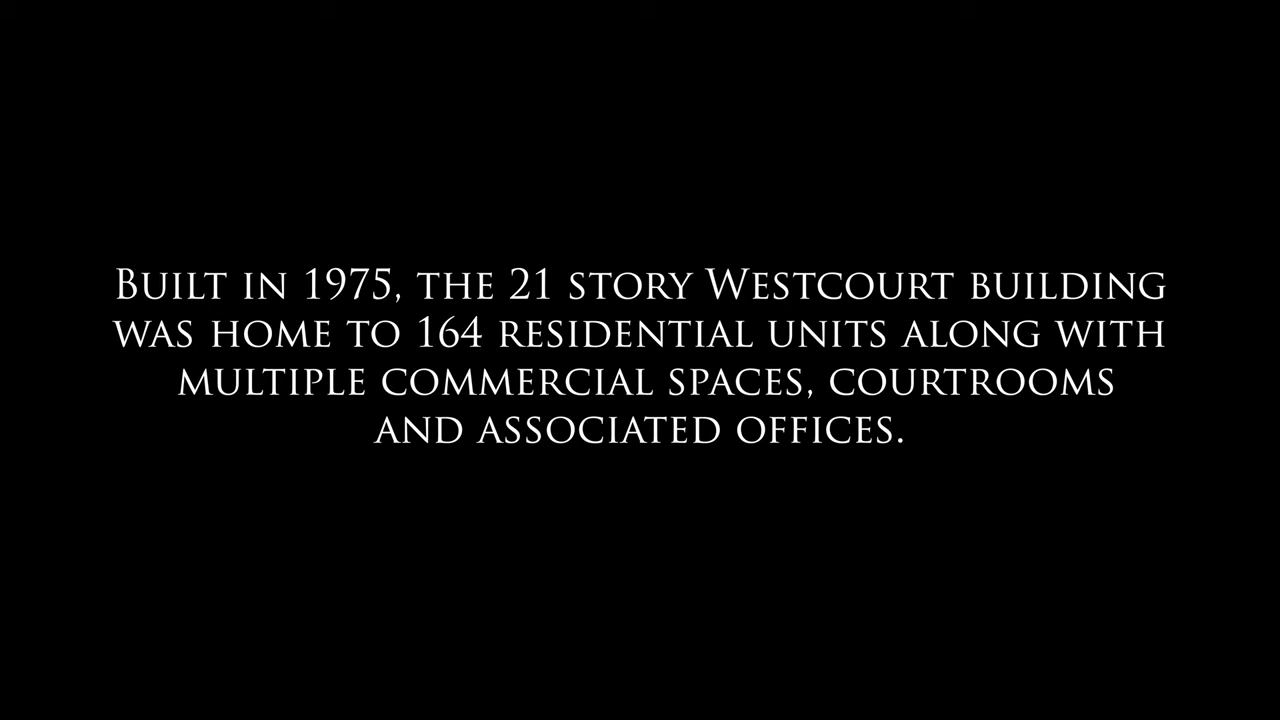 Built in 1975, the 21 story Westcourt building
was home to 164 residential units along with
multiple commercial spaces, courtrooms
and associated offices.